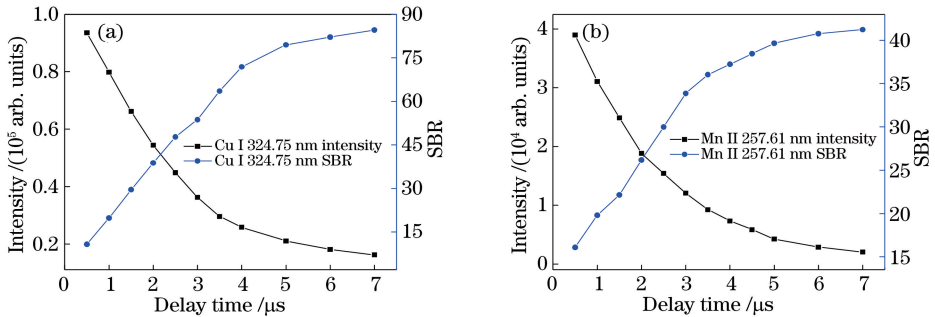 (a)
Intensity /(10⁵ arb. units)
1.0
0.8
0.6
0.4
0.2
90
75
60
45
30
15
SBR
Cu I 324.75 nm intensity
Cu I 324.75 nm SBR
0 1 2 3 4 5 6 7
Delay time /μs
(b)
Intensity /(10⁴ arb. units)
4
3
2
1
0
40
35
30
25
20
15
SBR
Mn II 257.61 nm intensity
Mn II 257.61 nm SBR
0 1 2 3 4 5 6 7
Delay time /μs